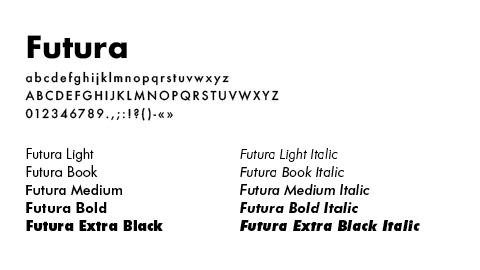 Futura
abcdefghijklmnopqrstuvwxyz
ABCDEFGHIJKLMNOPQRSTUVWXYZ
012346789.,;:!?()-«»
Futura Light
Futura Book
Futura Medium
Futura Bold
Futura Extra Black
Futura Light Italic
Futura Book Italic
Futura Medium Italic
Futura Bold Italic
Futura Extra Black Italic